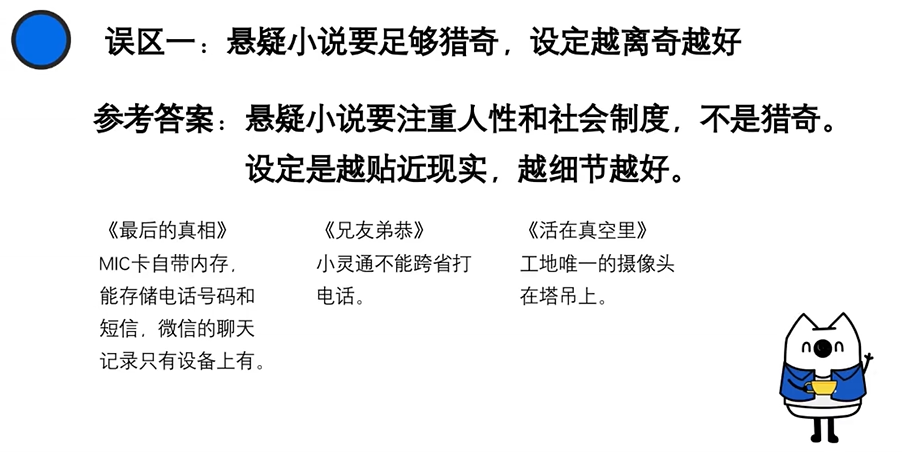 误区一：悬疑小说要足够猎奇，设定越离奇越好
参考答案：悬疑小说要注重人性和社会制度，不是猎奇。
设定是越贴近现实，越细节越好。
《最后的真相》
MIC卡自带内存，
能存储电话号码和
短信，微信的聊天
记录只有设备上有。
《兄友弟恭》
小灵通不能跨省打
电话。
《活在真空里》
工地唯一的摄像头
在塔吊上。